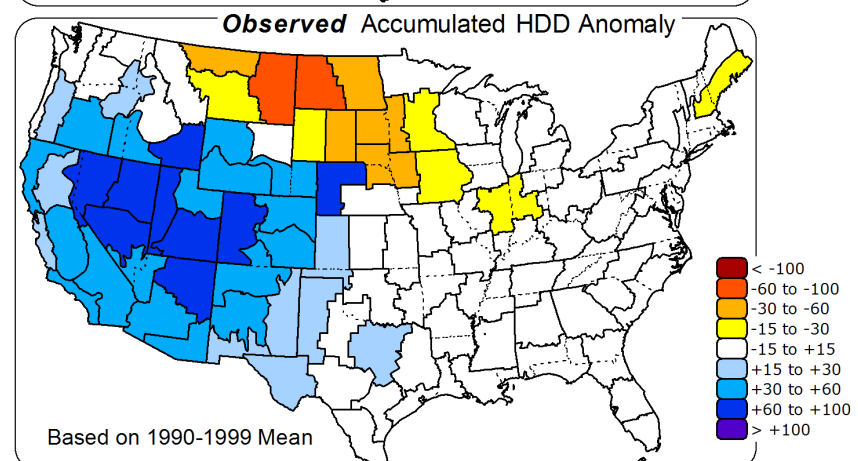 Observed Accumulated HDD Anomaly
< -100
-60 to -100
-30 to -60
-15 to -30
-15 to +15
+15 to +30
+30 to +60
+60 to +100
> +100
Based on 1990-1999 Mean